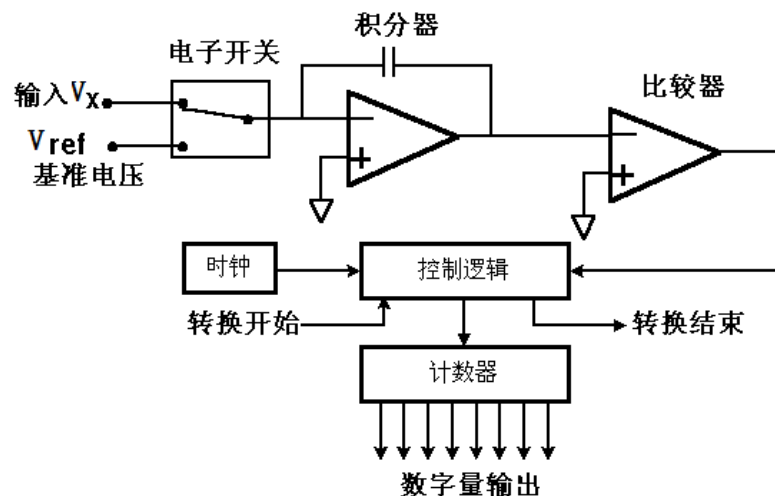 积分器
电子开关
输入Vx
比较器
Vref
基准电压
时钟
控制逻辑
转换开始
转换结束
计数器
数字量输出